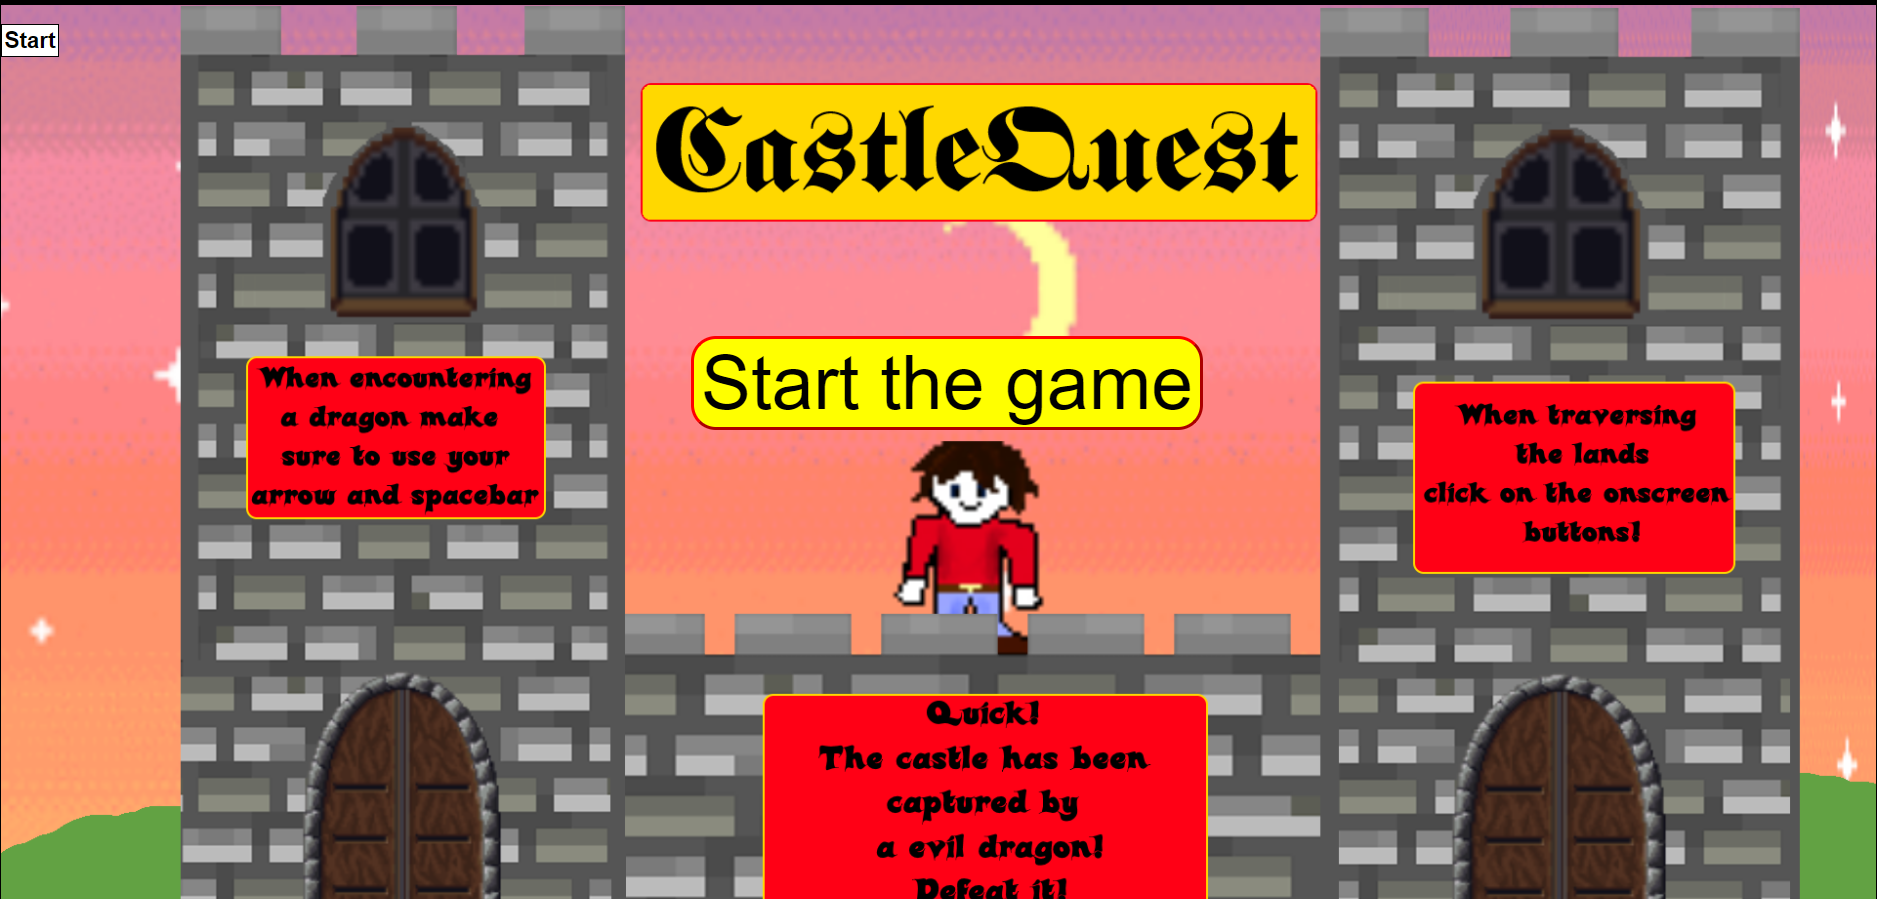 Start
CastleQuest
Start the game
When encountering
a dragon make
sure to use your
arrow and spacebar
When traversing
the lands
click on the onscreen
buttons!
Quick!
The castle has been
captured by
a evil dragon!
Defeat it!